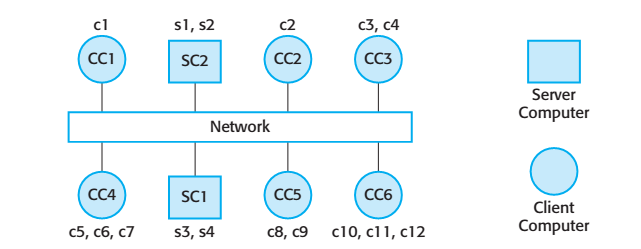 c1 s1, s2 c2 c3, c4
CC1 SC2 CC2 CC3
Server
Computer
Network
CC4 SC1 CC5 CC6
Client
Computer
c5, c6, c7 s3, s4 c8, c9 c10, c11, c12